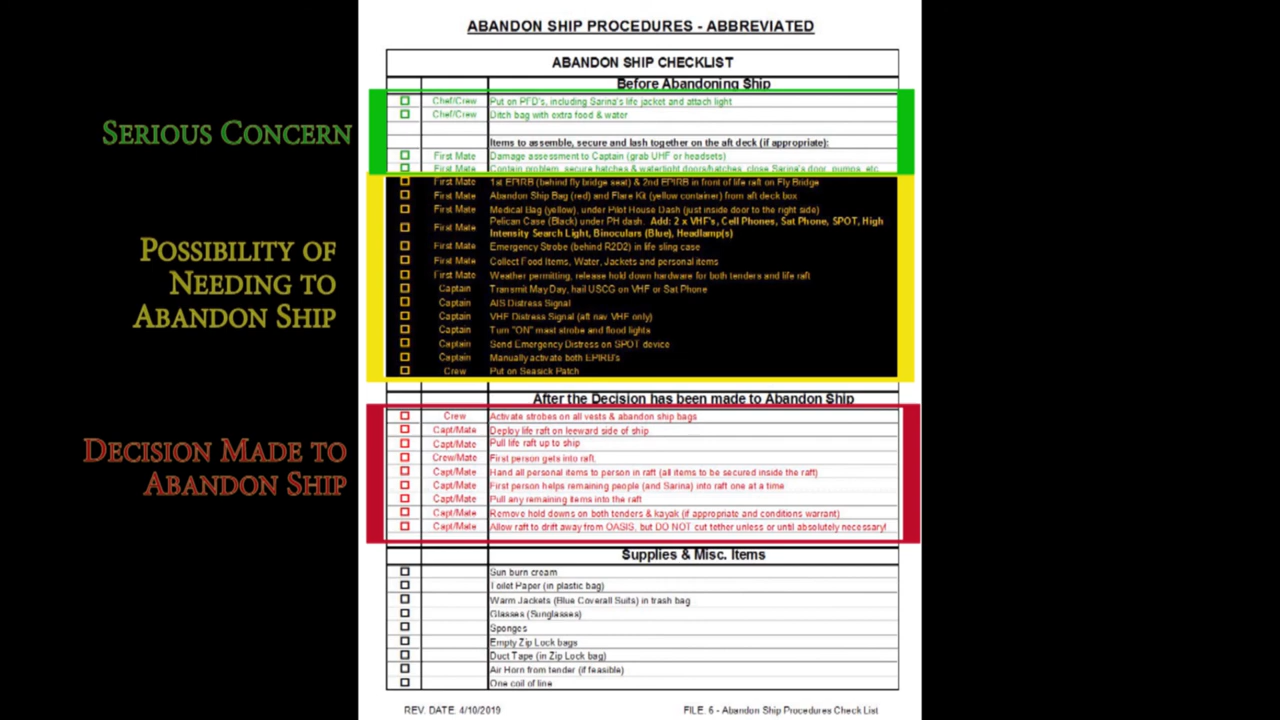 ABANDON SHIP PROCEDURES - ABBREVIATED
ABANDON SHIP CHECKLIST
Before Abandoning Ship
SERIOUS CONCERN
Chef/Crew Put on PFD's, including Sarina's life jacket and attach light
Chef/Crew Ditch bag with extra food & water
Items to assemble, secure and lash together on the aft deck (if appropriate):
First Mate Damage assessment to Captain (grab UHF or headsets)
First Mate Contain problem, secure hatches & watertight doors/hatches, close Sarina's door, pumps, etc.
POSSIBILITY OF
NEEDING TO
ABANDON SHIP
First Mate 1st EPIRB (behind fly bridge seat) & 2nd EPIRB in front of life raft on Fly Bridge
First Mate Abandon Ship Bag (red) and Flare Kit (yellow container) from aft deck box
First Mate Medical Bag (yellow), under Pilot House Dash (just inside door to the right side)
First Mate Pelican Case (Black) under PH dash. Add: 2 x VHF's, Cell Phones, Sat Phone, SPOT, High
Intensity Search Light, Binoculars (Blue), Headlamp(s)
First Mate Emergency Strobe (behind R2D2) in life sling case
First Mate Collect Food Items, Water, Jackets and personal items
First Mate Weather permitting, release hold down hardware for both tenders and life raft
Captain Transmit MayDay, hail USCG on VHF or Sat Phone
Captain AIS Distress Signal
Captain VHF Distress Signal (aft nav VHF only)
Captain Turn "ON" mast strobe and flood lights
Captain Send Emergency Distress on SPOT device
Captain Manually activate both EPIRB's
Crew Put on Seasick Patch
After the Decision has been made to Abandon Ship
DECISION MADE TO
ABANDON SHIP
Crew Activate strobes on all vests & abandon ship bags
Capt/Mate Deploy life raft on leeward side of ship
Capt/Mate Pull life raft up to ship
Crew/Mate First person gets into raft.
Capt/Mate Hand all personal items to person in raft (all items to be secured inside the raft)
Capt/Mate First person helps remaining people (and Sarina) into raft one at a time
Capt/Mate Pull any remaining items into the raft
Capt/Mate Remove hold downs on both tenders & kayak (if appropriate and conditions warrant)
Capt/Mate Allow raft to drift away from OASIS, but DO NOT cut tether unless or until absolutely necessary!
Supplies & Misc. Items
Sun burn cream
Toilet Paper (in plastic bag)
Warm Jackets (Blue Coverall Suits) in trash bag
Glasses (Sunglasses)
Sponges
Empty Zip Lock bags
Duct Tape (in Zip Lock bag)
Air Horn from tender (if feasible)
One coil of line
REV. DATE. 4/10/2019 FILE. 6 - Abandon Ship Procedures Check List